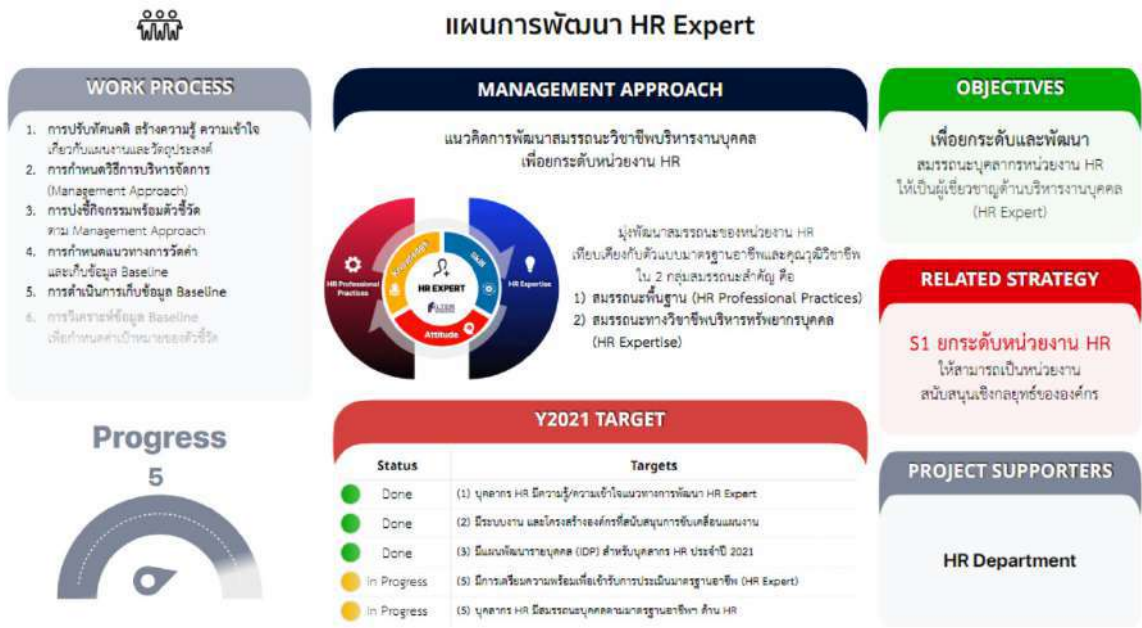 แผนการพัฒนา HR Expert
WORK PROCESS
1. การปรับทัศนคติ สร้างความรู้ ความเข้าใจ
เกี่ยวกับแผนงานและวัตถุประสงค์
2. การกำหนดวิธีการบริหารจัดการ
(Management Approach)
3. การบ่งชี้กิจกรรมพร้อมตัวชี้วัด
ตาม Management Approach
4. การกำหนดแนวทางการวัดค่า
และเก็บข้อมูล Baseline
5. การดำเนินการเก็บข้อมูล Baseline
6. การวิเคราะห์ข้อมูล Baseline
เพื่อกำหนดค่าเป้าหมายของตัวชี้วัด
Progress
5
MANAGEMENT APPROACH
แนวคิดการพัฒนาสมรรถนะวิชาชีพบริหารงานบุคคล
เพื่อยกระดับหน่วยงาน HR
HR Professional
Practices
Knowledge
Skill
HR EXPERT
Attitude
HR Expertise
มุ่งพัฒนาสมรรถนะของหน่วยงาน HR
เทียบเคียงกับตัวแบบมาตรฐานอาชีพและคุณวุฒิวิชาชีพ
ใน 2 กลุ่มสมรรถนะสำคัญ คือ
1) สมรรถนะพื้นฐาน (HR Professional Practices)
2) สมรรถนะทางวิชาชีพบริหารทรัพยากรบุคคล
(HR Expertise)
Y2021 TARGET
Status Targets
Done (1) บุคลากร HR มีความรู้/ความเข้าใจแนวทางการพัฒนา HR Expert
Done (2) มีระบบงาน และโครงสร้างองค์กรที่สนับสนุนการขับเคลื่อนแผนงาน
Done (3) มีแผนพัฒนารายบุคคล (IDP) สำหรับบุคลากร HR ประจำปี 2021
In Progress (5) มีการเตรียมความพร้อมเพื่อเข้ารับการประเมินมาตรฐานอาชีพ (HR Expert)
In Progress (5) บุคลากร HR มีสมรรถนะบุคคลตามมาตรฐานอาชีพฯ ด้าน HR
OBJECTIVES
เพื่อยกระดับและพัฒนา
สมรรถนะบุคลากรหน่วยงาน HR
ให้เป็นผู้เชี่ยวชาญด้านบริหารงานบุคคล
(HR Expert)
RELATED STRATEGY
S1 ยกระดับหน่วยงาน HR
ให้สามารถเป็นหน่วยงาน
สนับสนุนเชิงกลยุทธ์ขององค์กร
PROJECT SUPPORTERS
HR Department